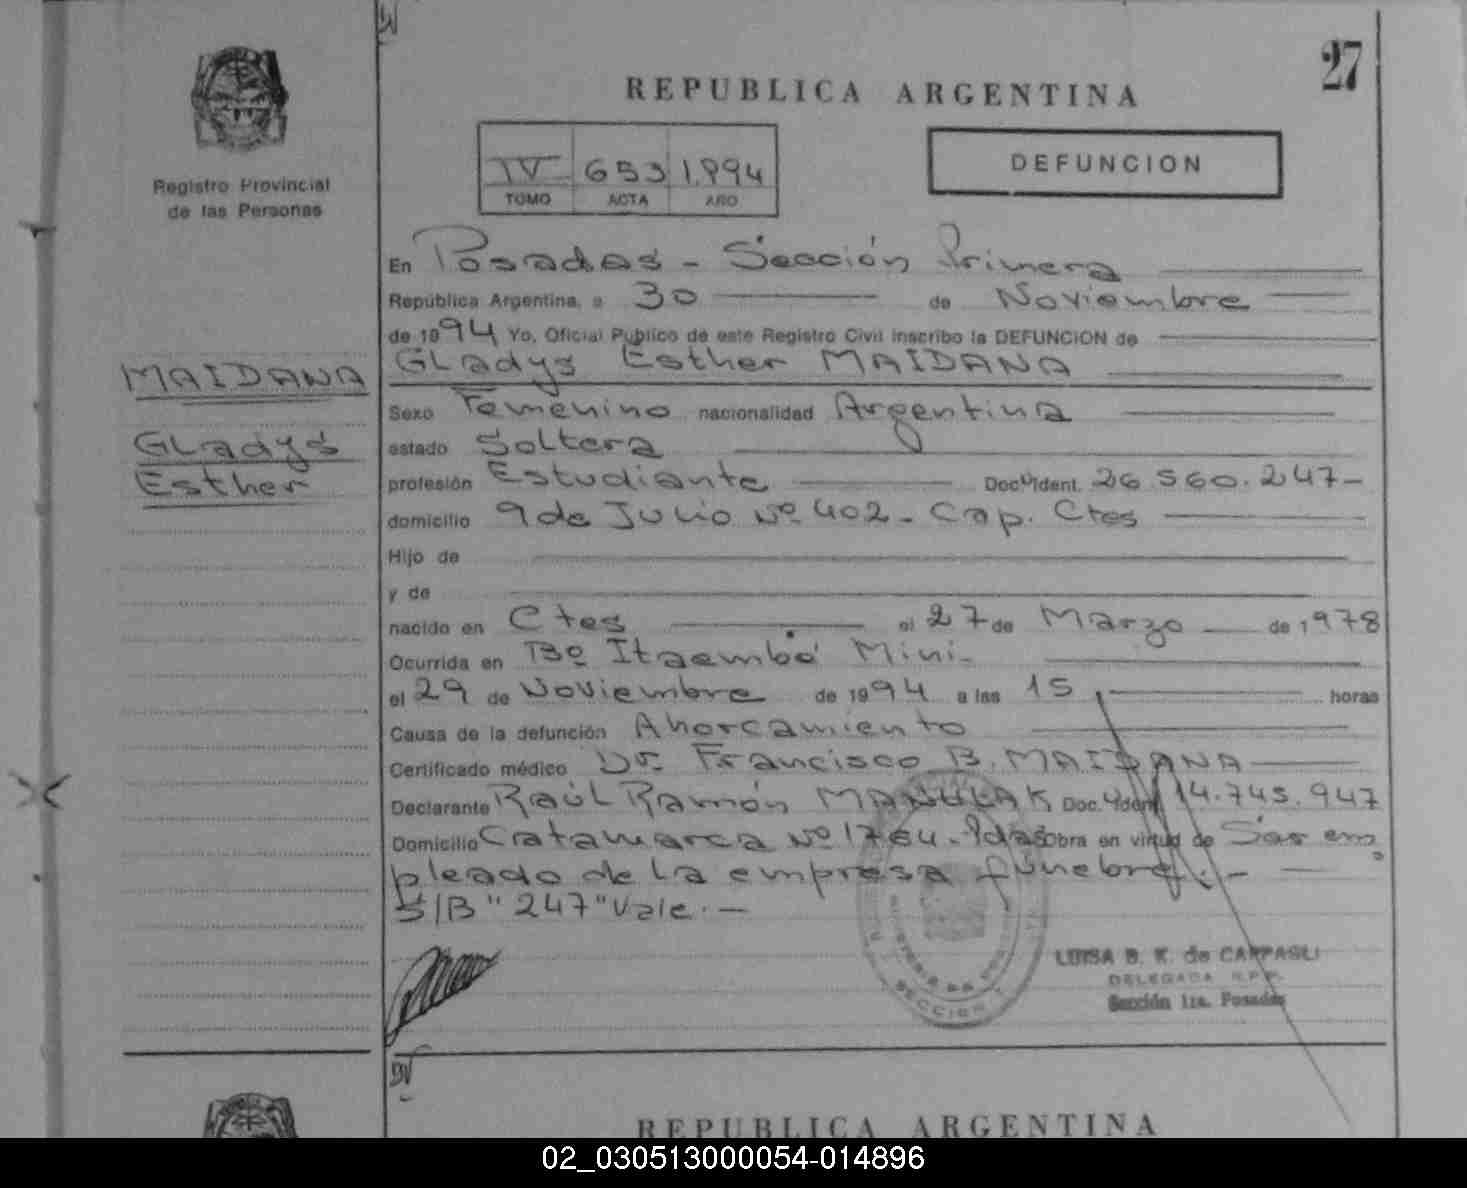 27
REPUBLICA ARGENTINA
Registro Provincial
de las Personas
IV 653 1.994
TOMO ACTA AÑO
DEFUNCION
En Posadas - Sección Primera
República Argentina, a 30 de Noviembre
de 1994 Yo, Oficial Público de este Registro Civil inscribo la DEFUNCION de
GLadys Esther MAIDANA
MAIDANA
GLadys
Esther
Sexo Femenino nacionalidad Argentina
estado Soltera
profesión Estudiante Doc. Ident. 26.560.247-
domicilio 9 de Julio Nº 402 - Cap. Ctes
Hijo de
y de
nacido en Ctes el 27 de Marzo de 1978
Ocurrida en Bº Itaembé Mini.
el 29 de Noviembre de 1994 a las 15, horas
Causa de la defunción Ahorcamiento
Certificado médico Dr. Francisco B. MAIDANA
Declarante Raúl Ramón MAÑULAK Doc. Ident. 14.745.947
Domicilio Catamarca Nº 1764 - Pdas Obra en virtud de Ser em
pleado de la empresa fúnebre.-
S/B "247" Vale.-
SECCION 1
LUISA B. K. de CAPPAGLI
DELEGADA R.P.P.
Sección 1ra. Posadas
REPUBLICA ARGENTINA
02_030513000054-014896